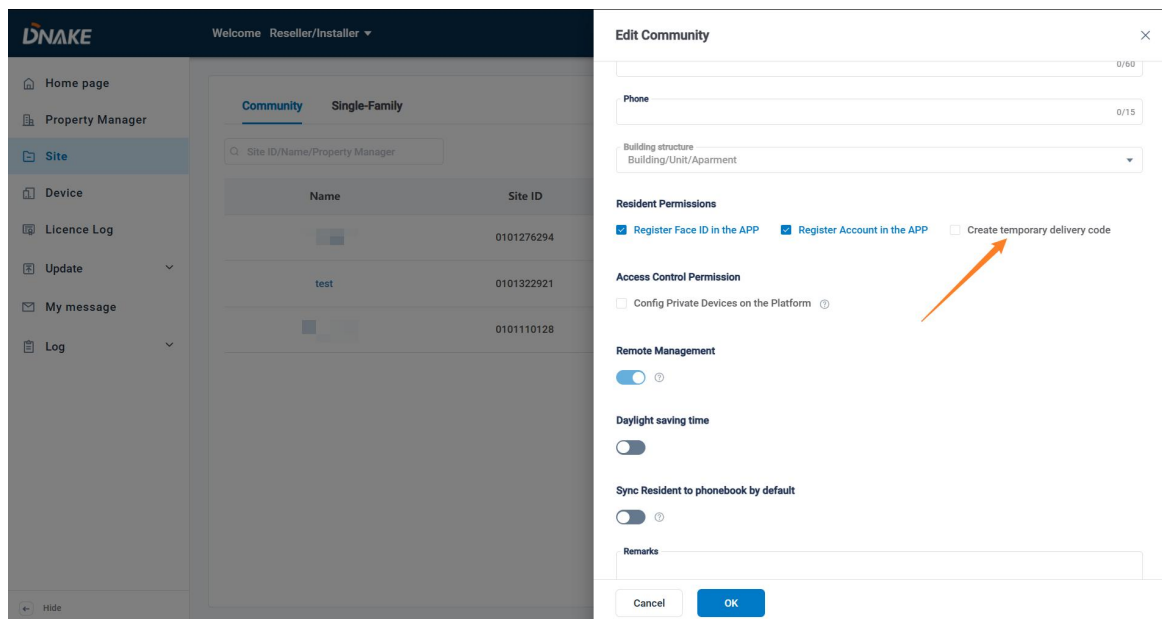 DNAKE
Welcome Reseller/Installer
Home page
Property Manager
Site
Device
Licence Log
Update
My message
Log
Hide
Community Single-Family
Site ID/Name/Property Manager
Name Site ID
0101276294
test 0101322921
0101110128
Edit Community
0/60
Phone
0/15
Building structure
Building/Unit/Aparment
Resident Permissions
Register Face ID in the APP Register Account in the APP Create temporary delivery code
Access Control Permission
Config Private Devices on the Platform
Remote Management
Daylight saving time
Sync Resident to phonebook by default
Remarks
Cancel OK